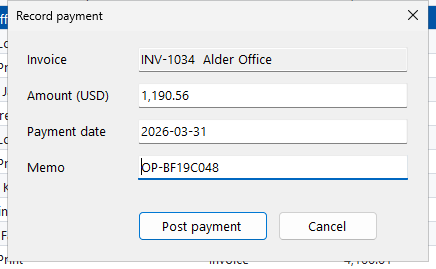 Record payment
Invoice INV-1034 Alder Office
Amount (USD) 1,190.56
Payment date 2026-03-31
Memo OP-BF19C048
Post payment Cancel